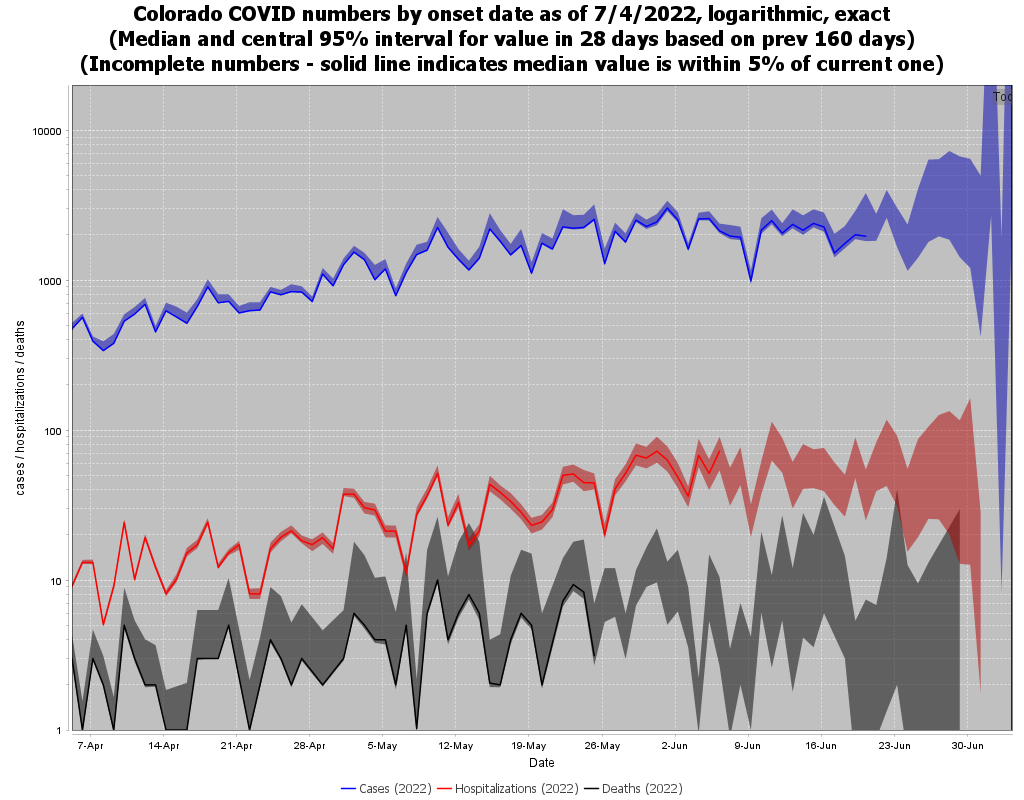 Colorado COVID numbers by onset date as of 7/4/2022, logarithmic, exact
(Median and central 95% interval for value in 28 days based on prev 160 days)
(Incomplete numbers - solid line indicates median value is within 5% of current one)
10000
1000
100
10
1
cases / hospitalizations / deaths
7-Apr 14-Apr 21-Apr 28-Apr 5-May 12-May 19-May 26-May 2-Jun 9-Jun 16-Jun 23-Jun 30-Jun
Date
Cases (2022) Hospitalizations (2022) Deaths (2022)